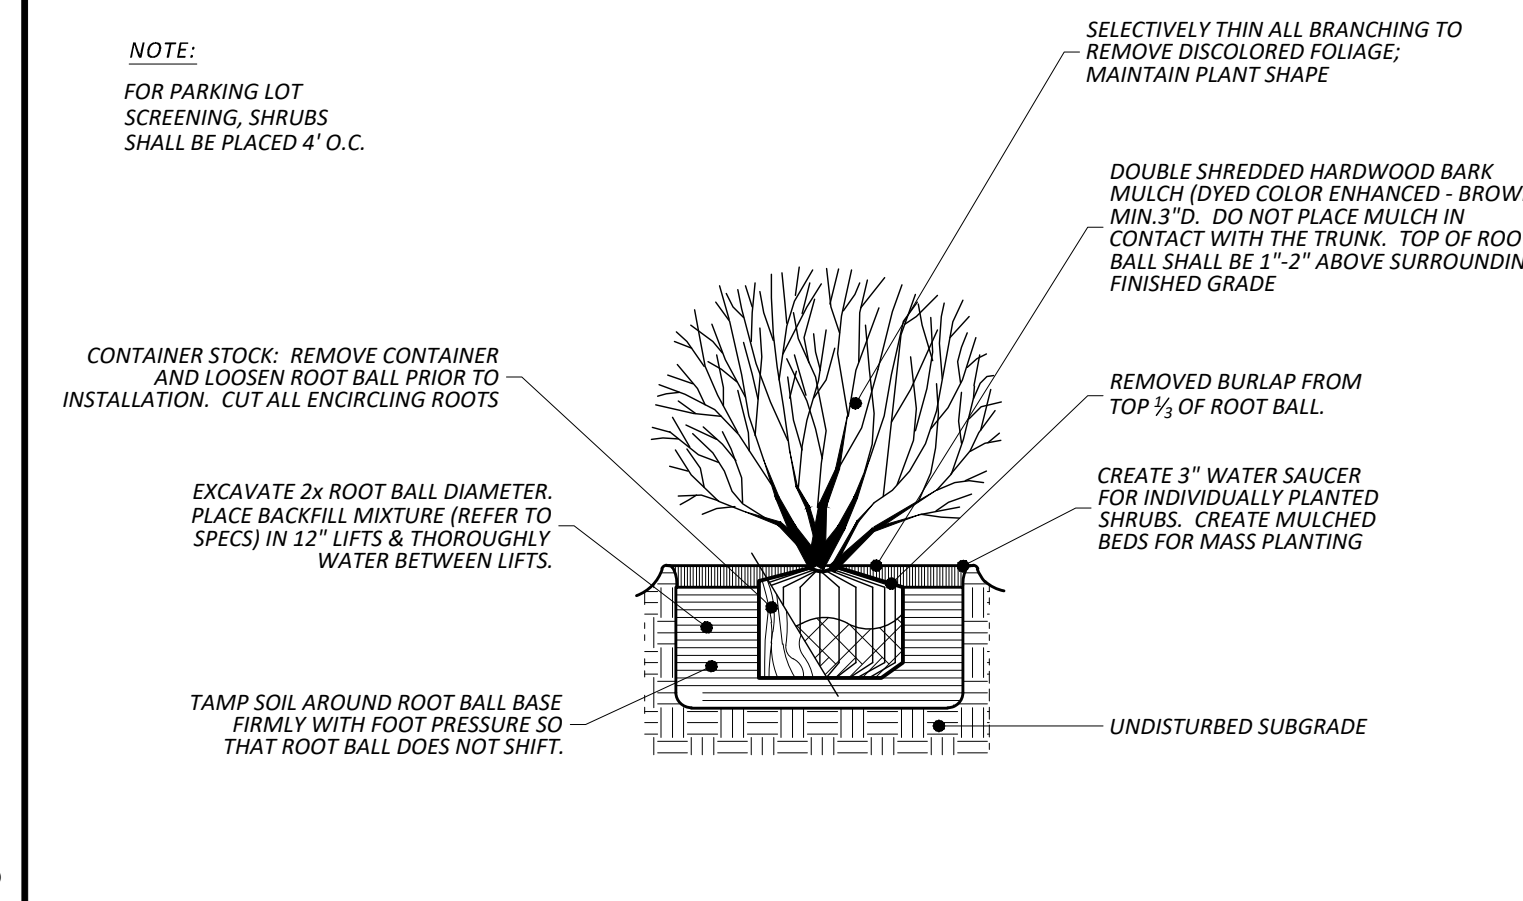 NOTE:
FOR PARKING LOT
SCREENING, SHRUBS
SHALL BE PLACED 4' O.C.
SELECTIVELY THIN ALL BRANCHING TO
REMOVE DISCOLORED FOLIAGE;
MAINTAIN PLANT SHAPE
DOUBLE SHREDDED HARDWOOD BARK
MULCH (DYED COLOR ENHANCED - BROW
MIN.3"D. DO NOT PLACE MULCH IN
CONTACT WITH THE TRUNK. TOP OF ROO
BALL SHALL BE 1"-2" ABOVE SURROUNDIN
FINISHED GRADE
CONTAINER STOCK: REMOVE CONTAINER
AND LOOSEN ROOT BALL PRIOR TO
INSTALLATION. CUT ALL ENCIRCLING ROOTS
REMOVED BURLAP FROM
TOP ⅓ OF ROOT BALL.
EXCAVATE 2x ROOT BALL DIAMETER.
PLACE BACKFILL MIXTURE (REFER TO
SPECS) IN 12" LIFTS & THOROUGHLY
WATER BETWEEN LIFTS.
CREATE 3" WATER SAUCER
FOR INDIVIDUALLY PLANTED
SHRUBS. CREATE MULCHED
BEDS FOR MASS PLANTING
TAMP SOIL AROUND ROOT BALL BASE
FIRMLY WITH FOOT PRESSURE SO
THAT ROOT BALL DOES NOT SHIFT.
UNDISTURBED SUBGRADE